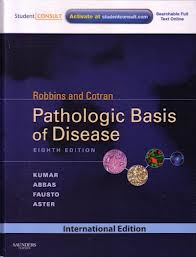 Student CONSULT
Activate at studentconsult.com
Searchable Full
Text Online
Robbins and Cotran
Pathologic Basis
of Disease
EIGHTH EDITION
KUMAR
ABBAS
FAUSTO
ASTER
SAUNDERS
ELSEVIER
International Edition